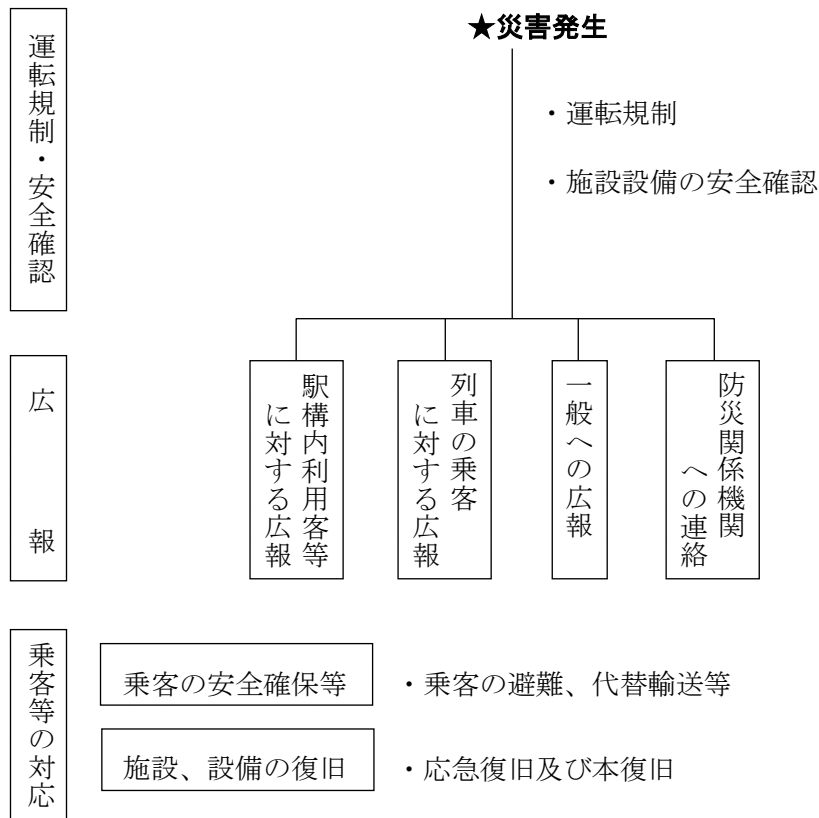 ★災害発生
運転規制・安全確認
・運転規制
・施設設備の安全確認
広報
駅構内利用客等
に対する広報
列車の乗客
に対する広報
一般への広報
防災関係機関
への連絡
乗客等の対応
乗客の安全確保等
・乗客の避難、代替輸送等
施設、設備の復旧
・応急復旧及び本復旧